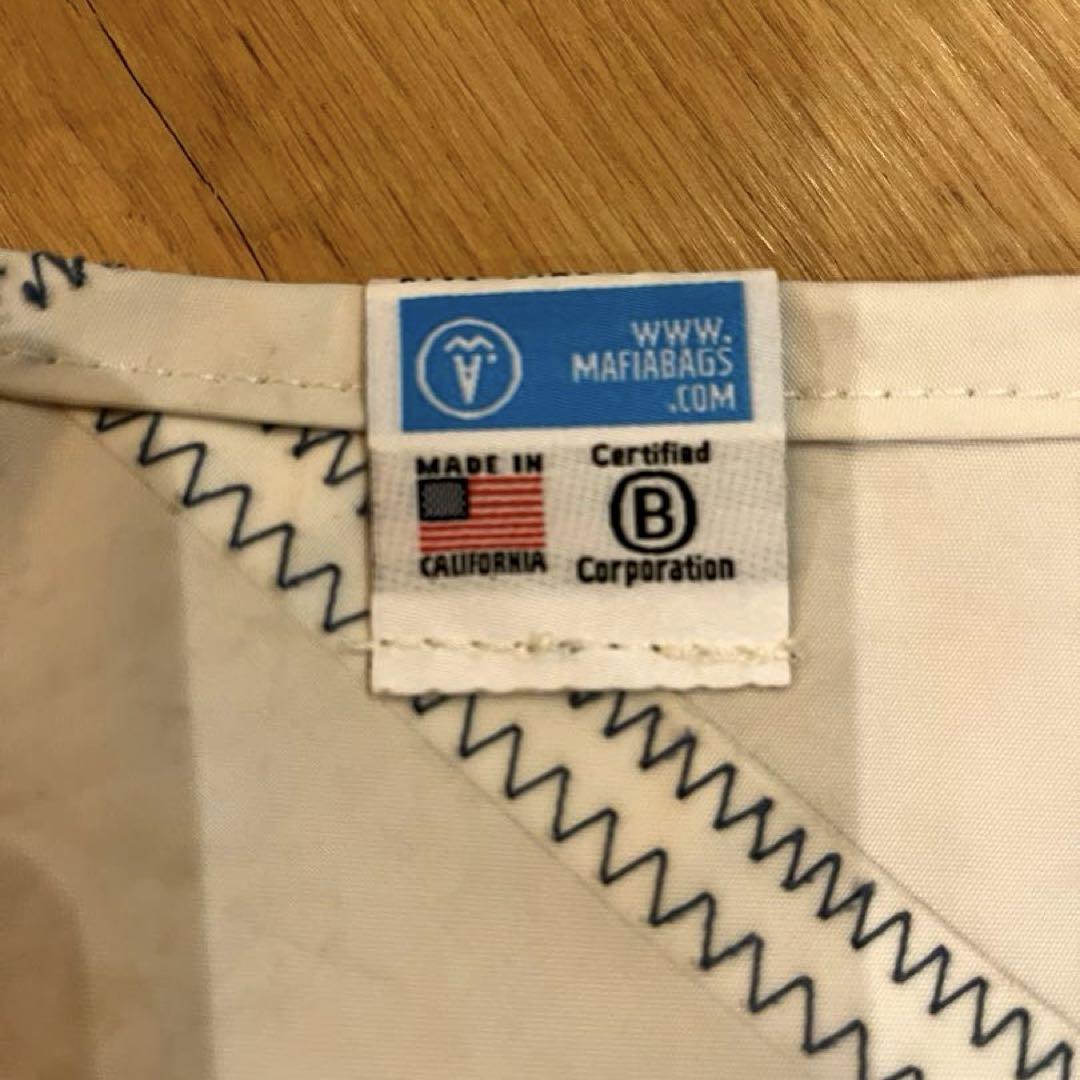 WWW.
MAFIABAGS
.COM
MADE IN
CALIFORNIA
Certified
B
Corporation